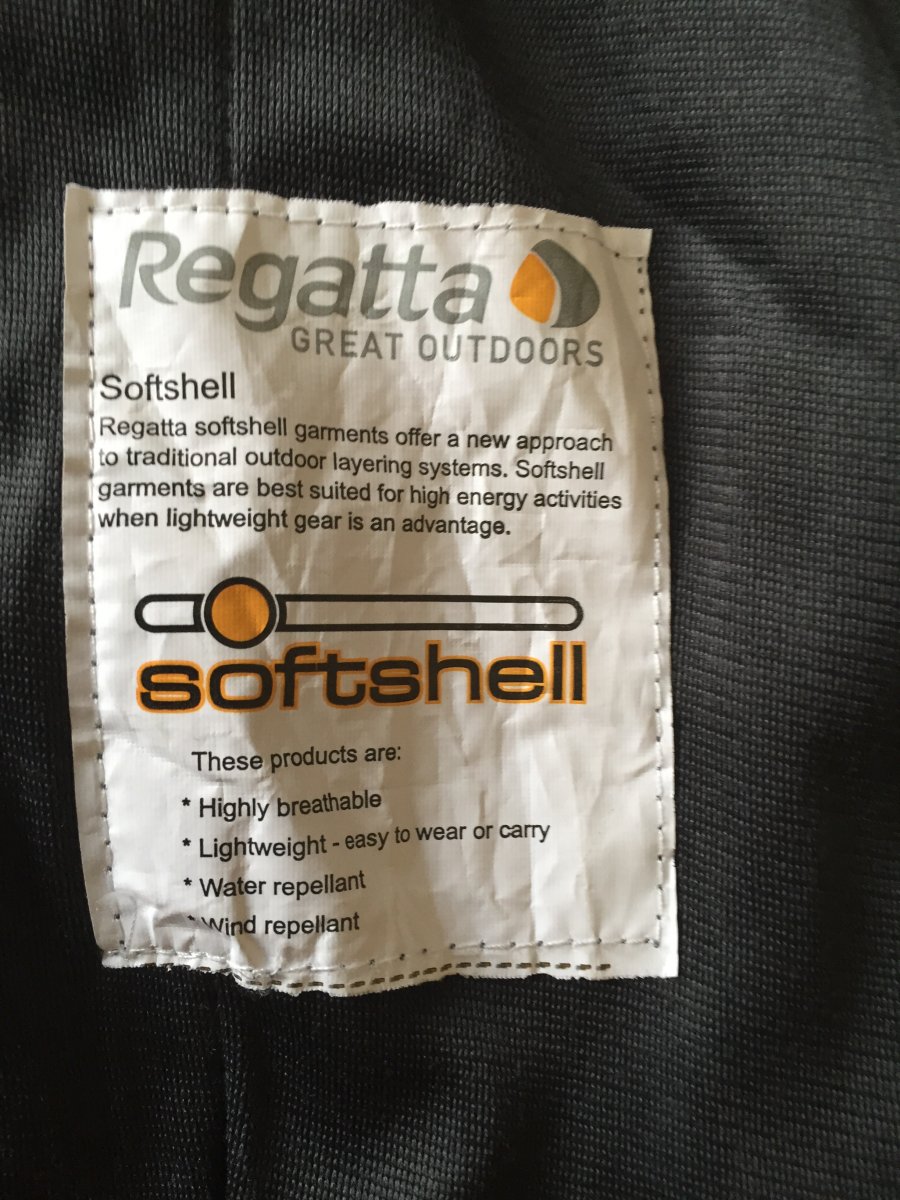 Regatta
GREAT OUTDOORS
Softshell
Regatta softshell garments offer a new approach
to traditional outdoor layering systems. Softshell
garments are best suited for high energy activities
when lightweight gear is an advantage.
softshell
These products are:
* Highly breathable
* Lightweight - easy to wear or carry
* Water repellant
* Wind repellant